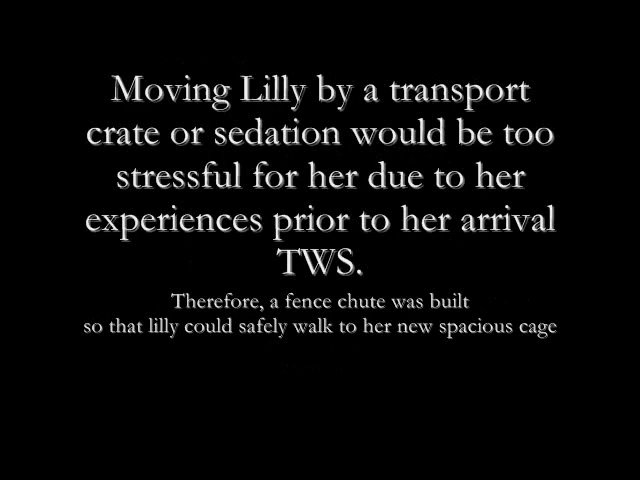 Moving Lilly by a transport
crate or sedation would be too
stressful for her due to her
experiences prior to her arrival
TWS.
Therefore, a fence chute was built
so that lilly could safely walk to her new spacious cage